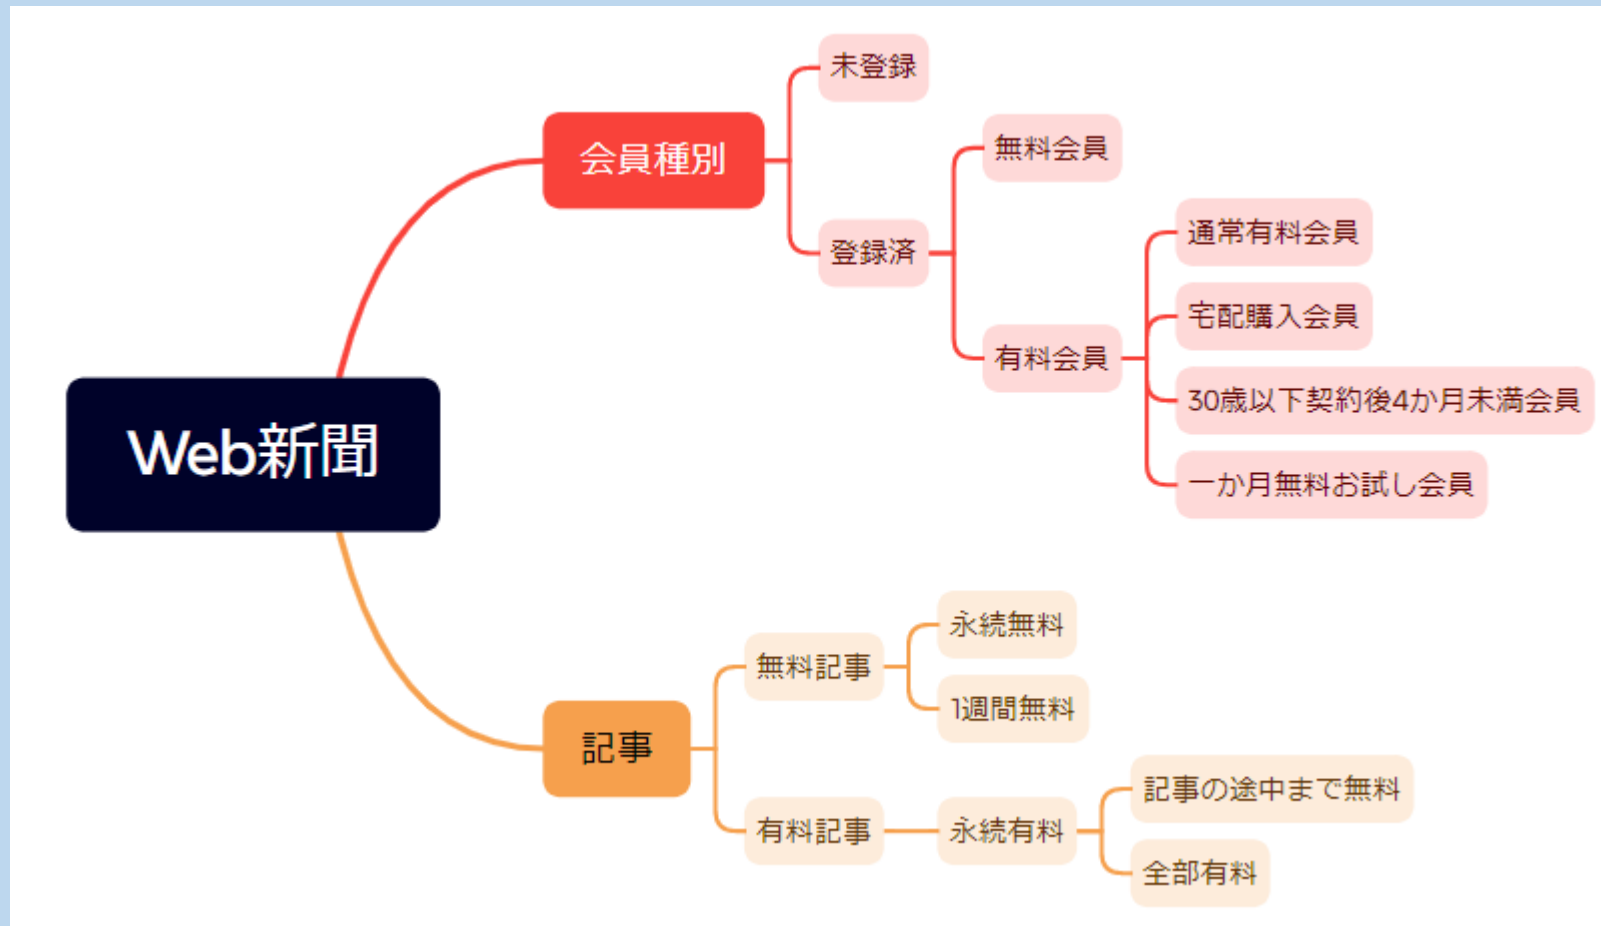 Web新聞
会員種別
未登録
登録済
無料会員
有料会員
通常有料会員
宅配購入会員
30歳以下契約後4か月未満会員
一か月無料お試し会員
記事
無料記事
永続無料
1週間無料
有料記事
永続有料
記事の途中まで無料
全部有料